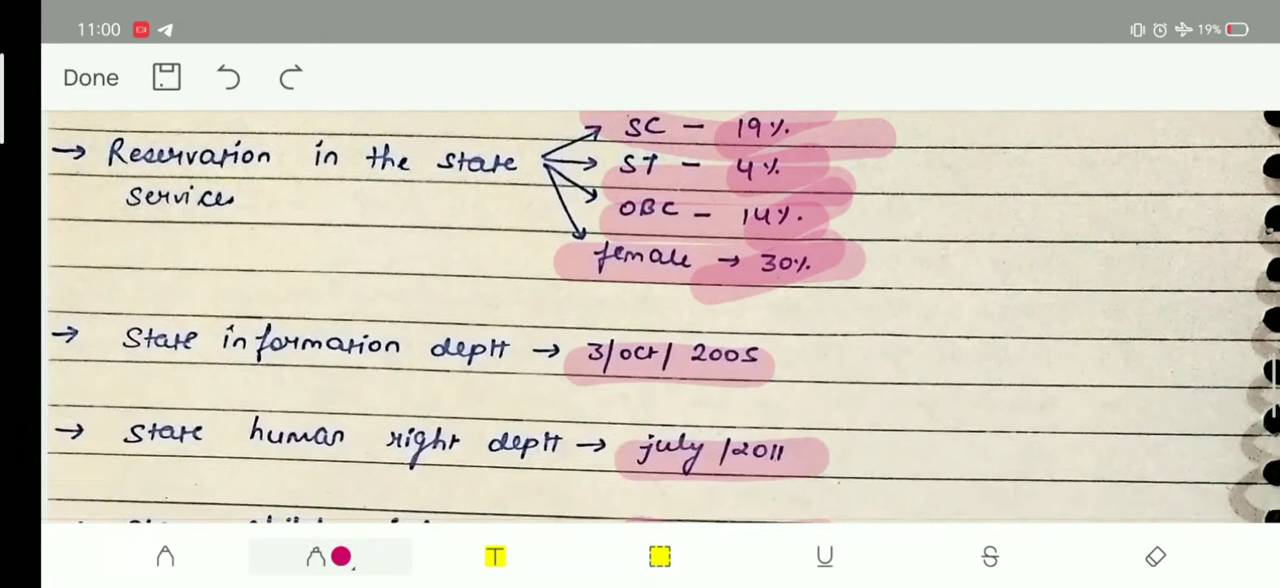 11:00
19%
Done
SC - 19%.
→ Reservation in the state
ST - 4%.
services
OBC - 14%.
female → 30%.
→ State information deptt → 3/oct/2005
→ State human right deptt → july/2011
T
U
S